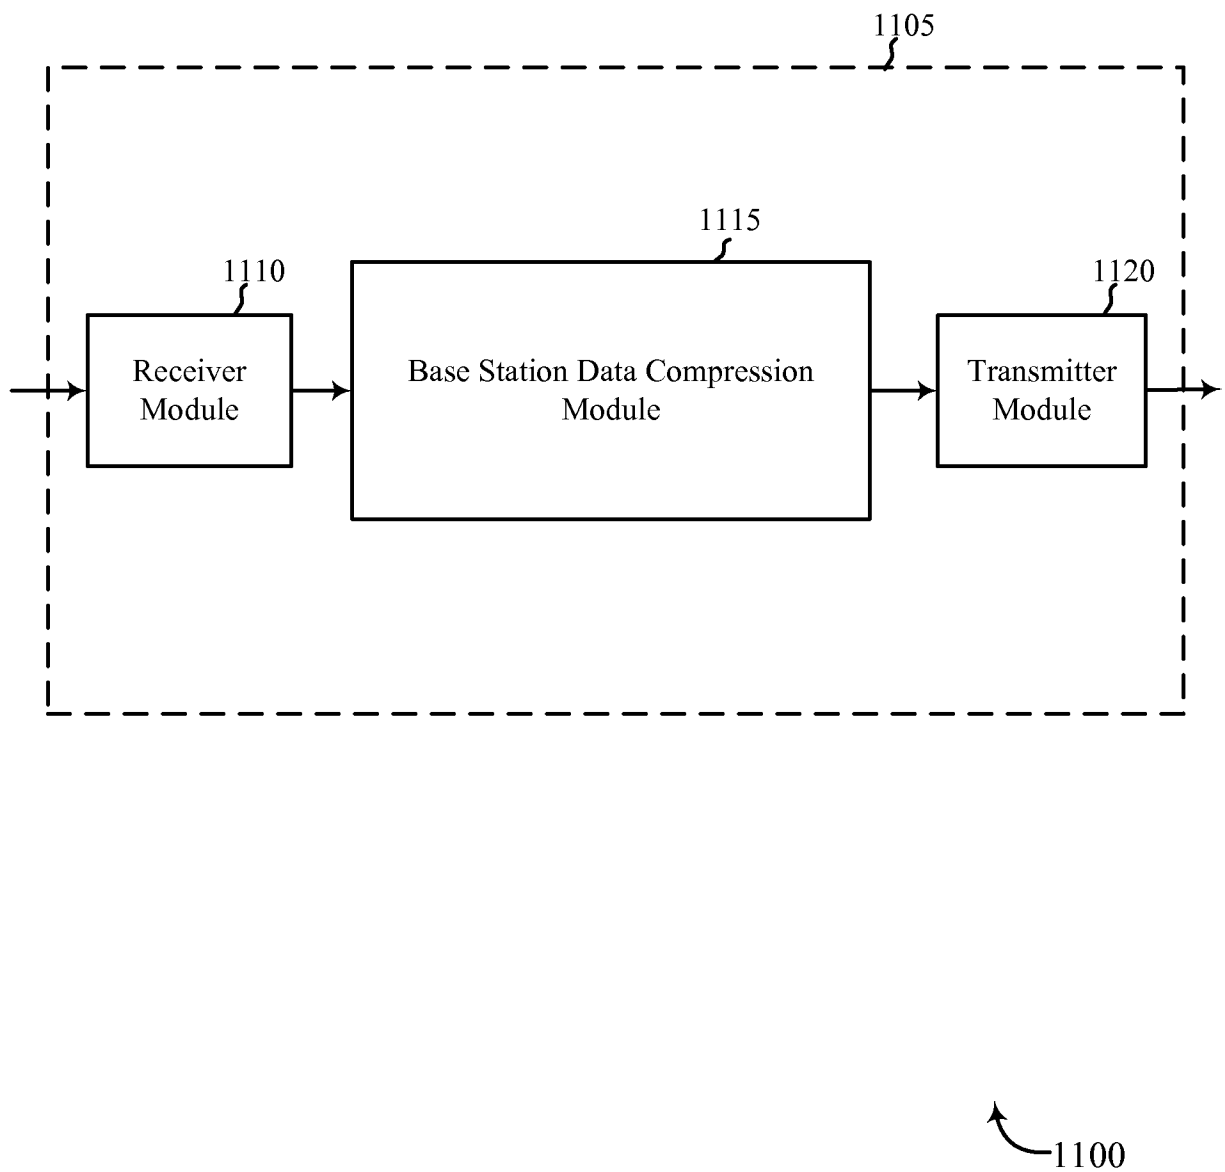 1105
1115
1110
1120
Receiver
Module
Base Station Data Compression
Module
Transmitter
Module
1100